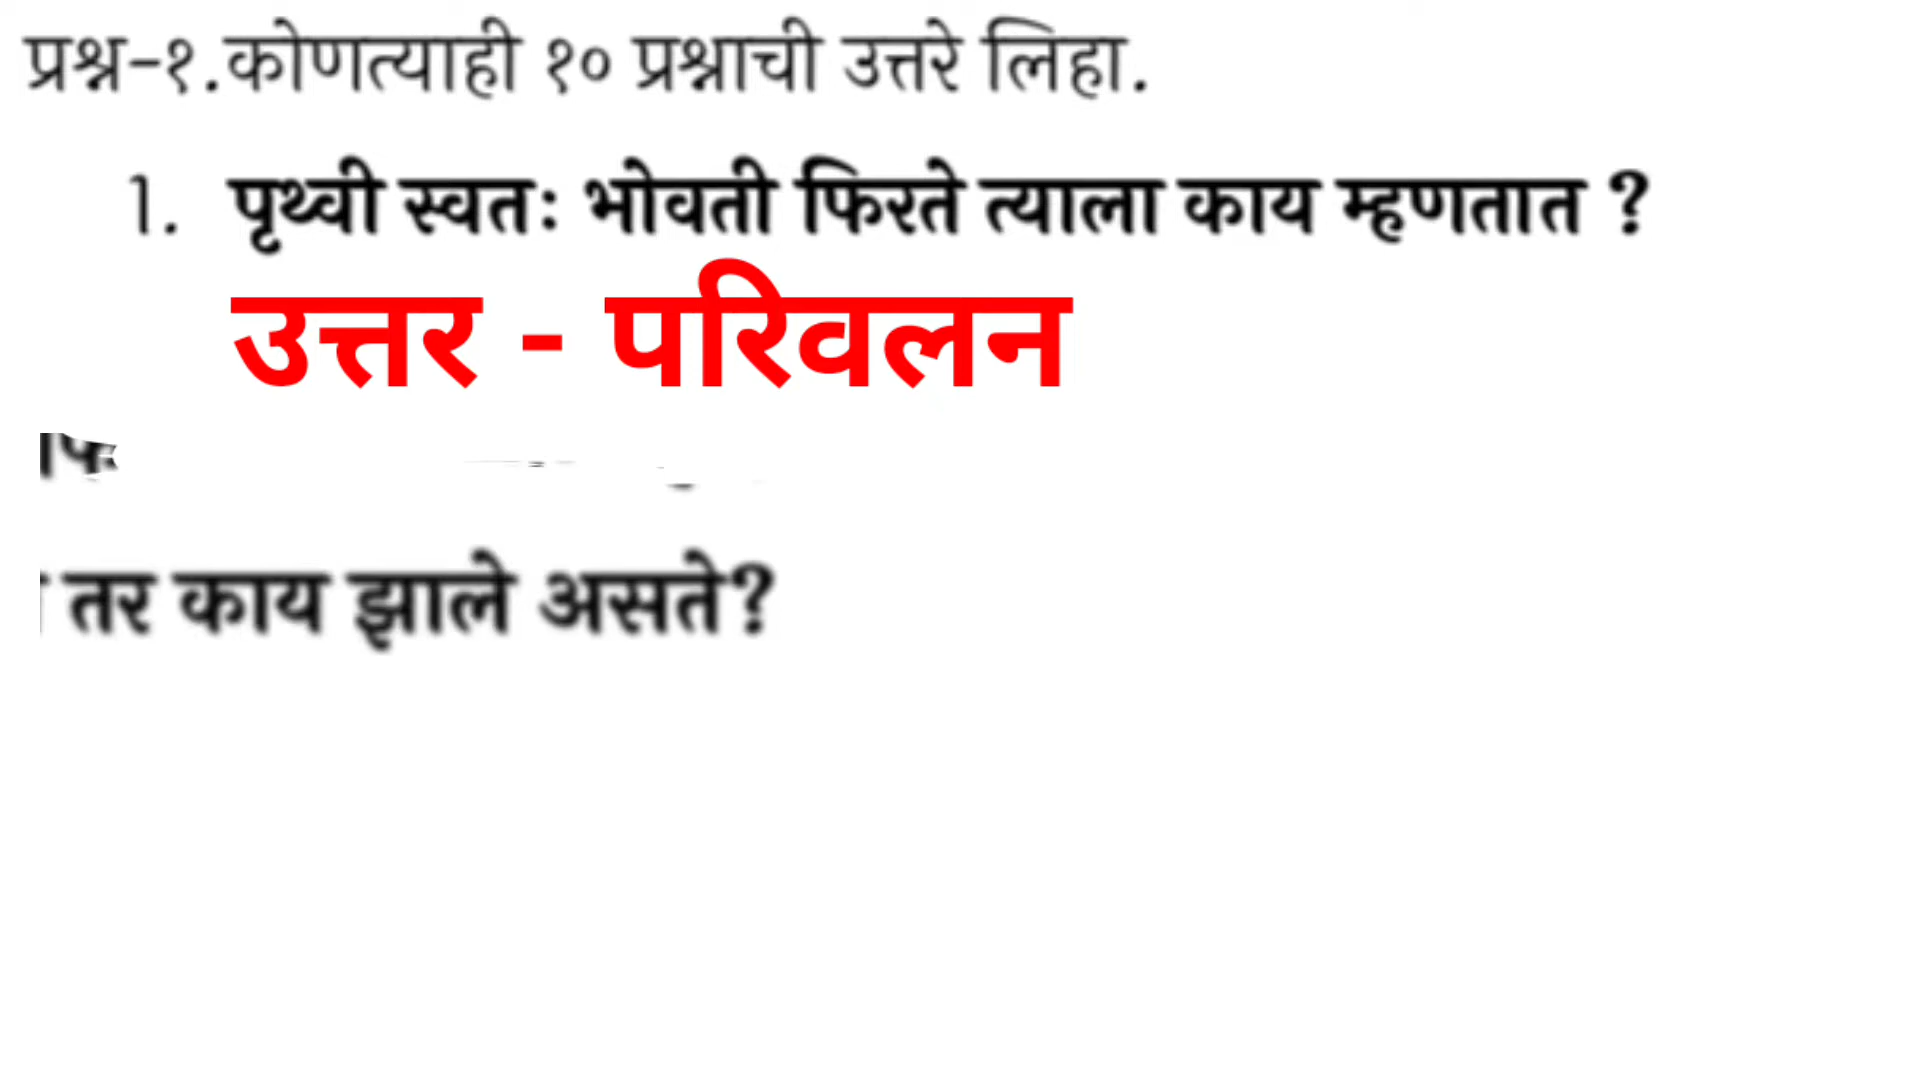 प्रश्न-१.कोणत्याही १० प्रश्नाची उत्तरे लिहा.
1. पृथ्वी स्वतः भोवती फिरते त्याला काय म्हणतात ?
उत्तर - परिवलन
तर काय झाले असते?